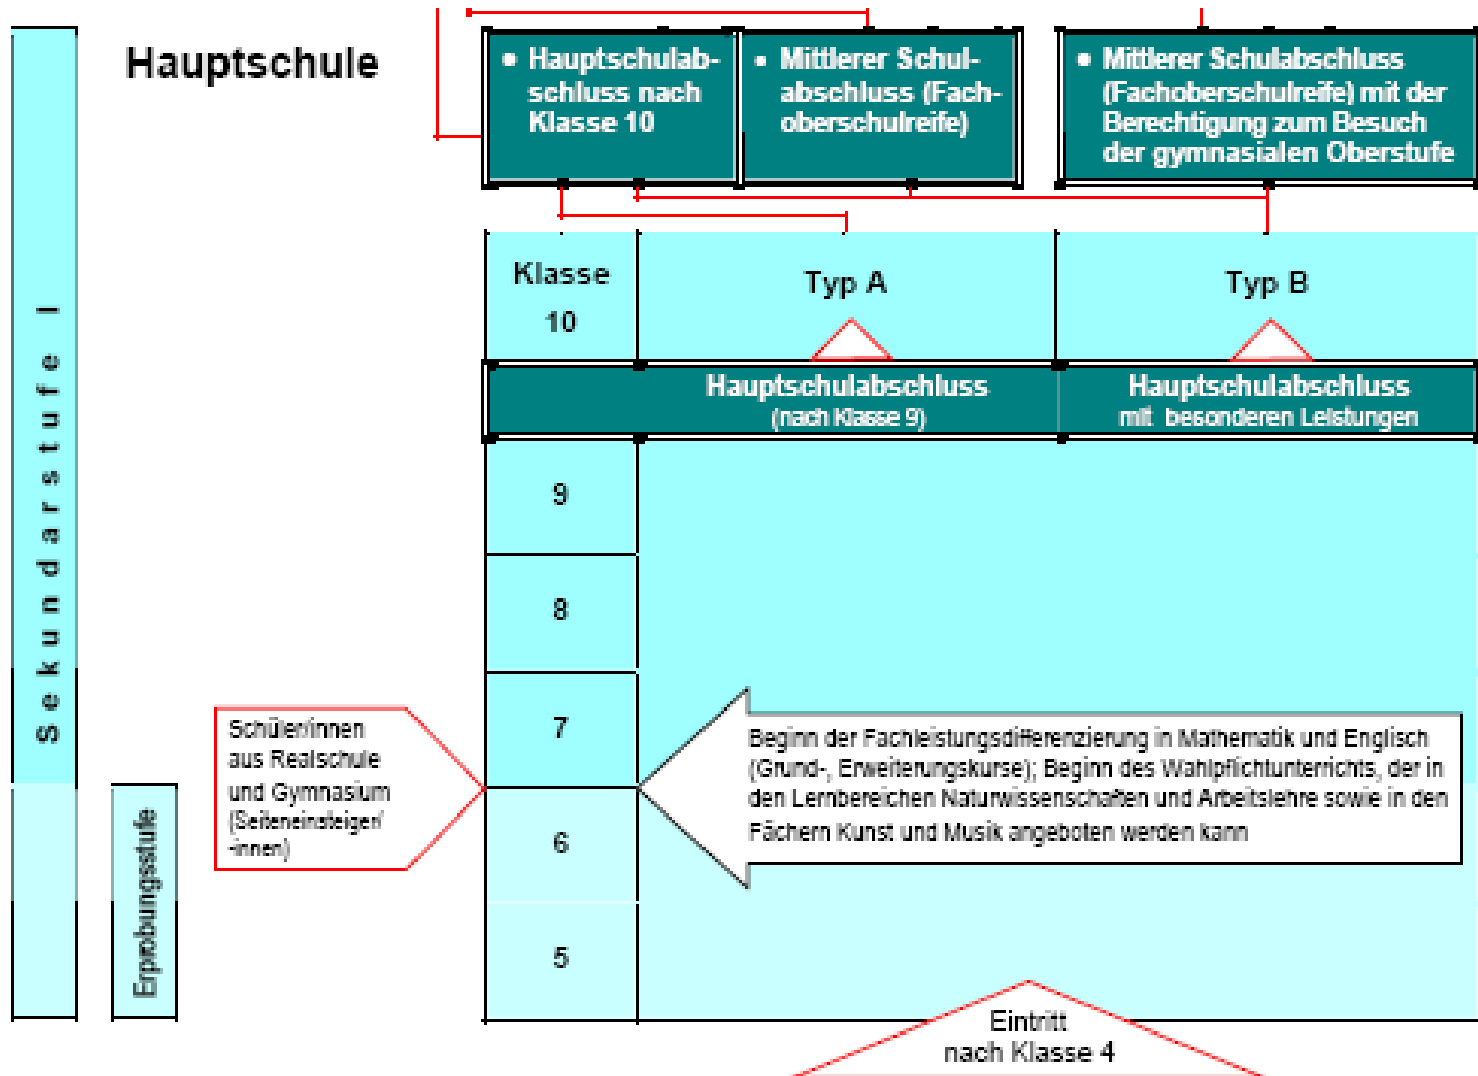 Hauptschule
• Hauptschulab-
schluss nach
Klasse 10
• Mittlerer Schul-
abschluss (Fach-
oberschulreife)
• Mittlerer Schulabschluss
(Fachoberschulreife) mit der
Berechtigung zum Besuch
der gymnasialen Oberstufe
Klasse
10
Typ A
Typ B
Hauptschulabschluss
(nach Klasse 9)
Hauptschulabschluss
mit besonderen Leistungen
9
8
7
6
5
Sekundarstufe I
Erprobungsstufe
Schüler/innen
aus Realschule
und Gymnasium
(Seiteneinsteiger/
-innen)
Beginn der Fachleistungsdifferenzierung in Mathematik und Englisch
(Grund-, Erweiterungskurse); Beginn des Wahlpflichtunterrichts, der in
den Lernbereichen Naturwissenschaften und Arbeitslehre sowie in den
Fächern Kunst und Musik angeboten werden kann
Eintritt
nach Klasse 4